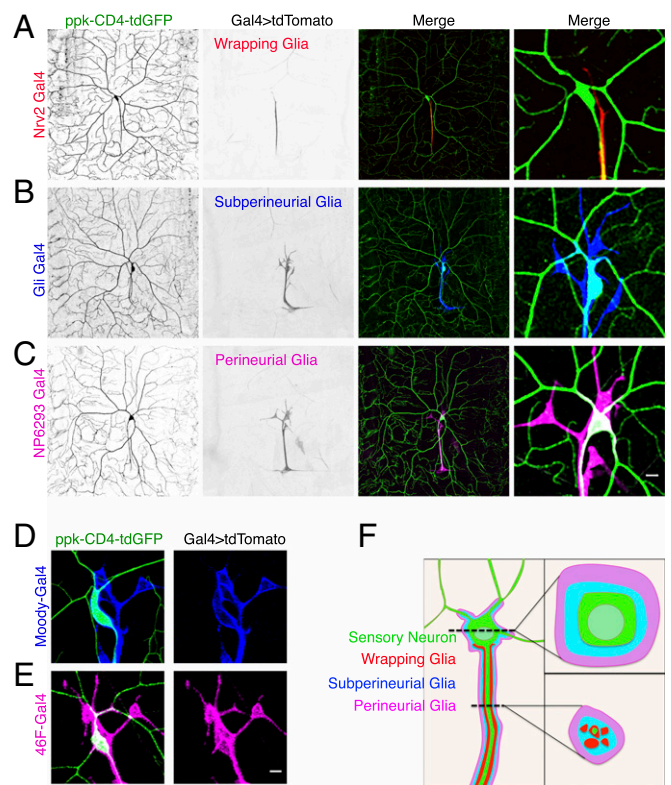 A
ppk-CD4-tdGFP
Gal4>tdTomato
Merge
Merge
Nrv2 Gal4
Wrapping Glia
B
Gli Gal4
Subperineurial Glia
C
NP6293 Gal4
Perineurial Glia
D
ppk-CD4-tdGFP
Gal4>tdTomato
Moody-Gal4
E
46F-Gal4
F
Sensory Neuron
Wrapping Glia
Subperineurial Glia
Perineurial Glia